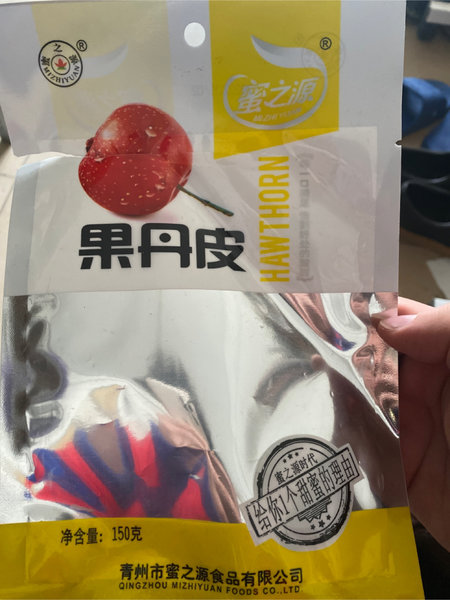 蜜之源
MIZHIYUAN
®
®
蜜之源
MIZHI YUAN
HAWTHORN
果丹皮
蜜之源时代
给你1个甜蜜的理由
净含量: 150克
青州市蜜之源食品有限公司
QINGZHOU MIZHIYUAN FOODS CO.,LTD